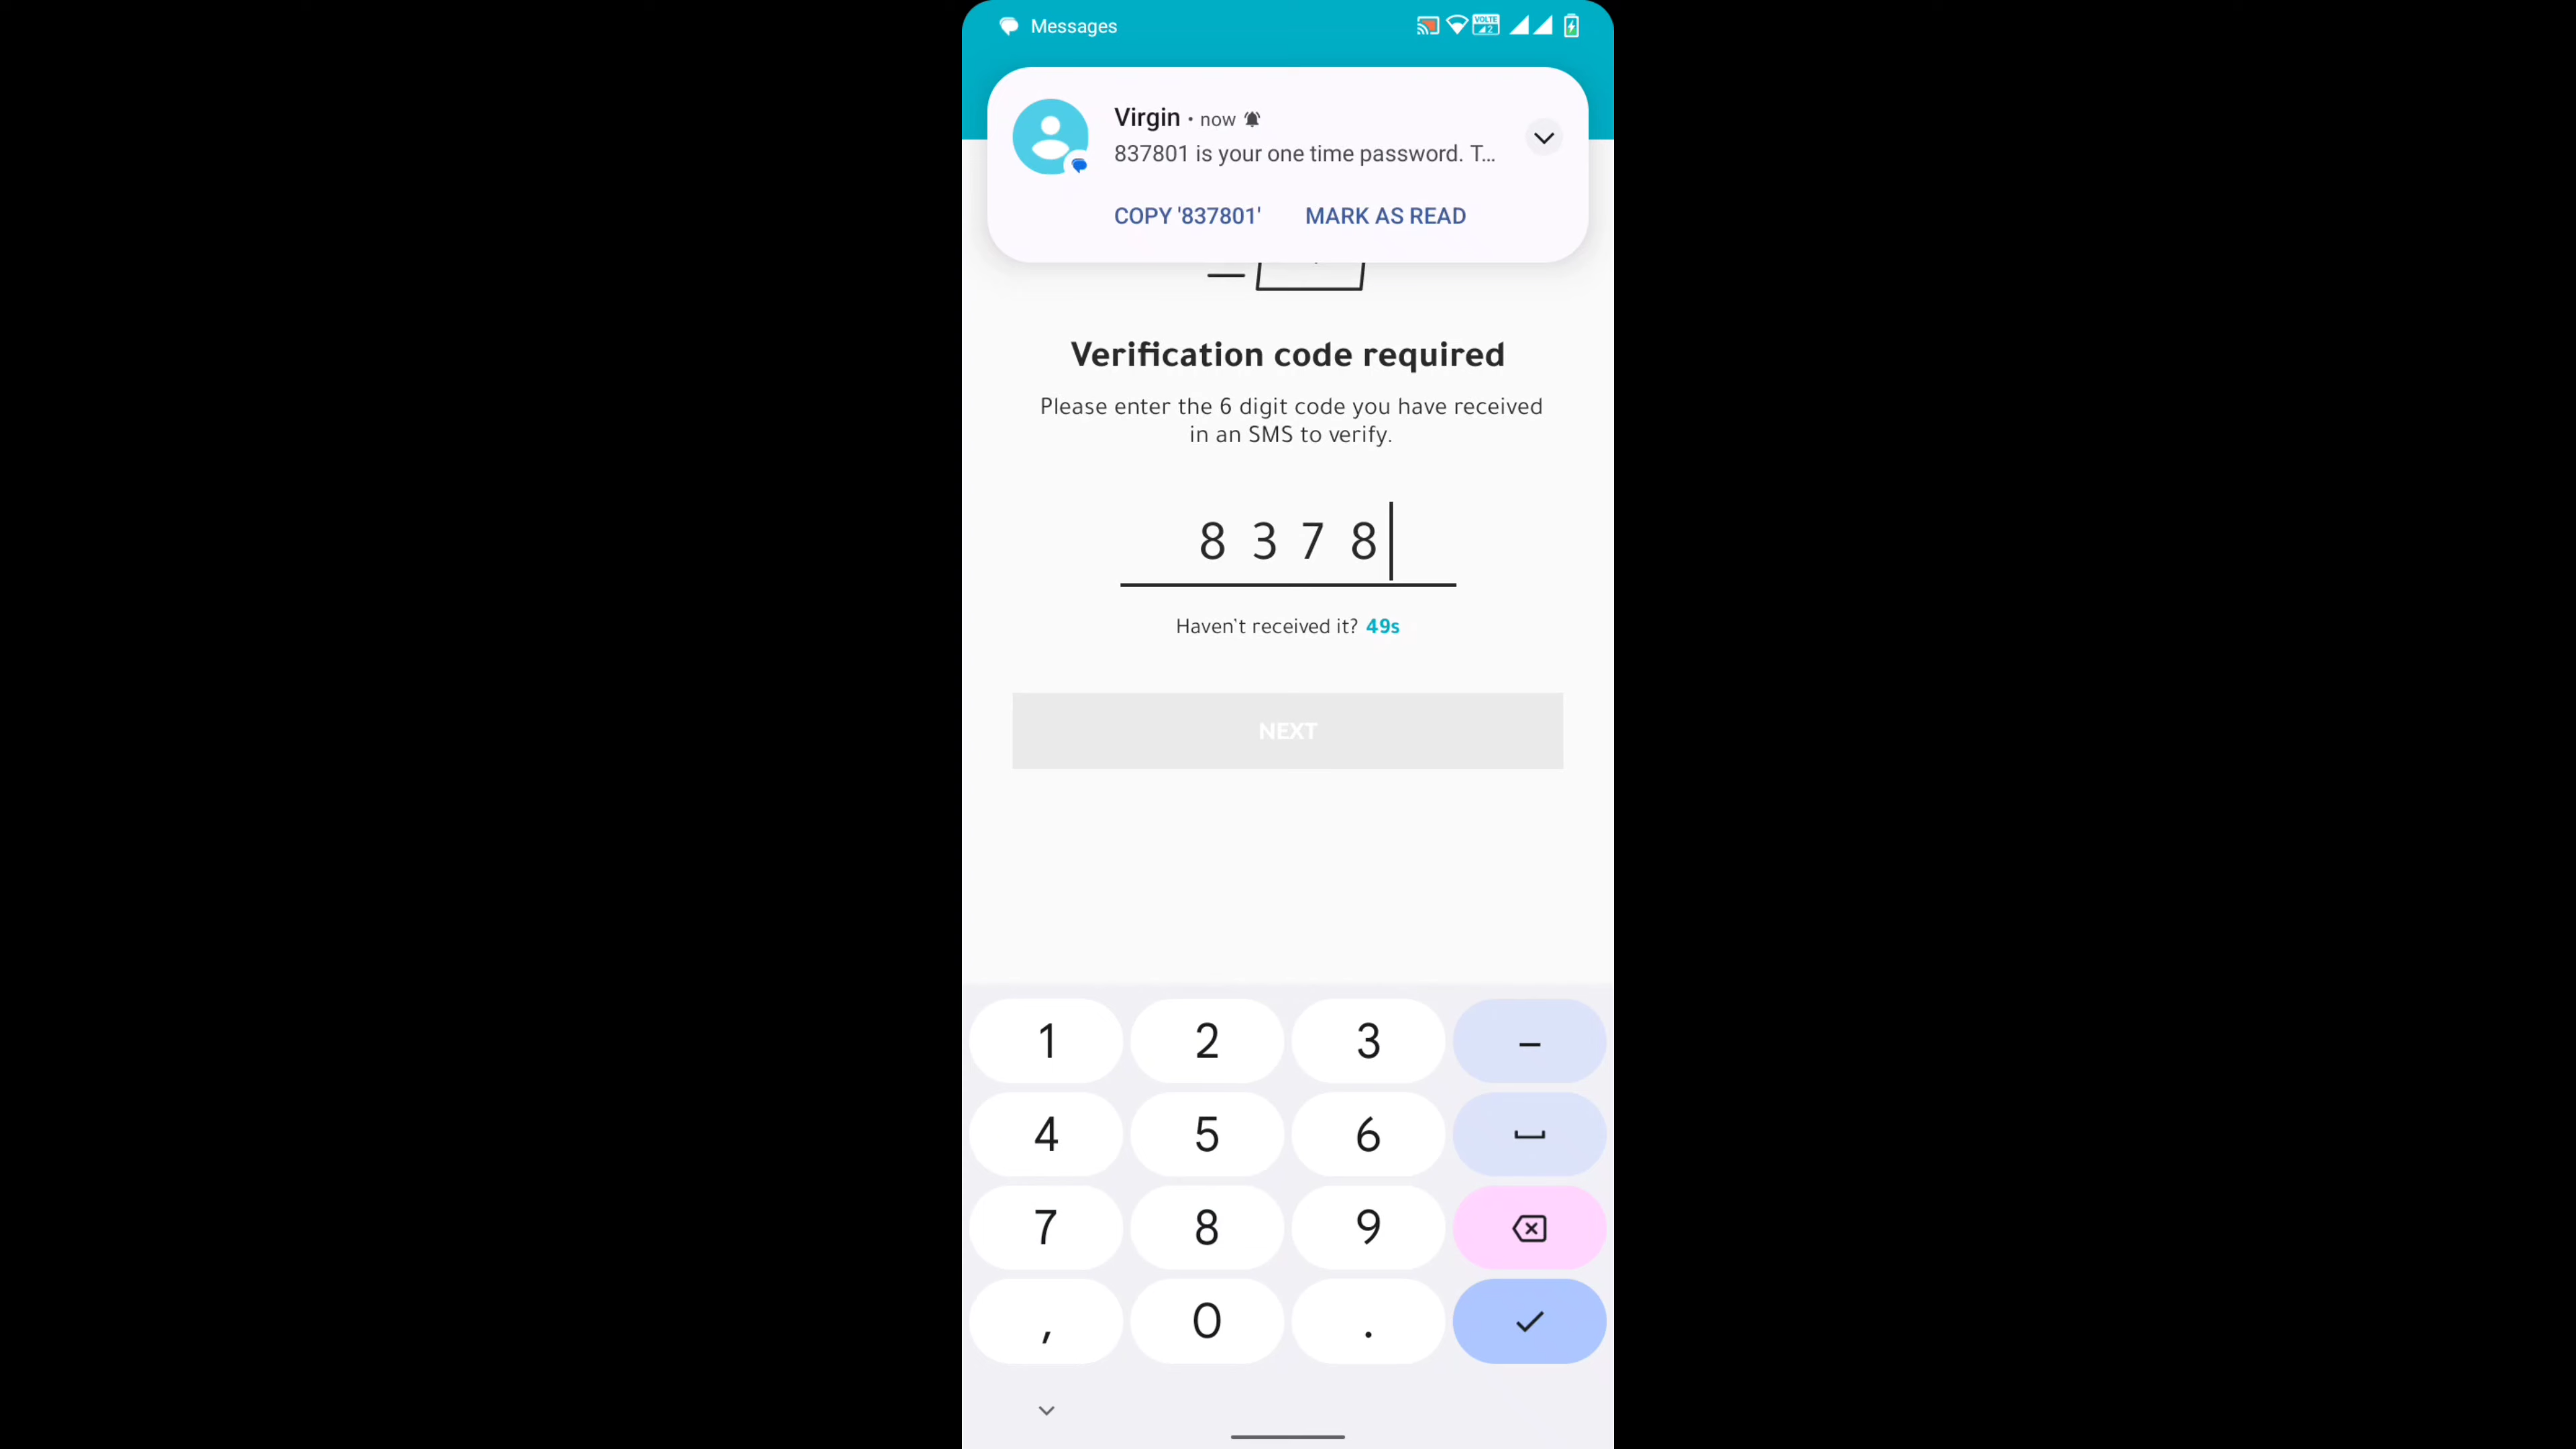 Messages
VOLTE
2
Virgin • now
837801 is your one time password. T...
COPY '837801' MARK AS READ
Verification code required
Please enter the 6 digit code you have received
in an SMS to verify.
8 3 7 8
Haven't received it? 49s
NEXT
1 2 3 –
4 5 6
7 8 9
, 0 .